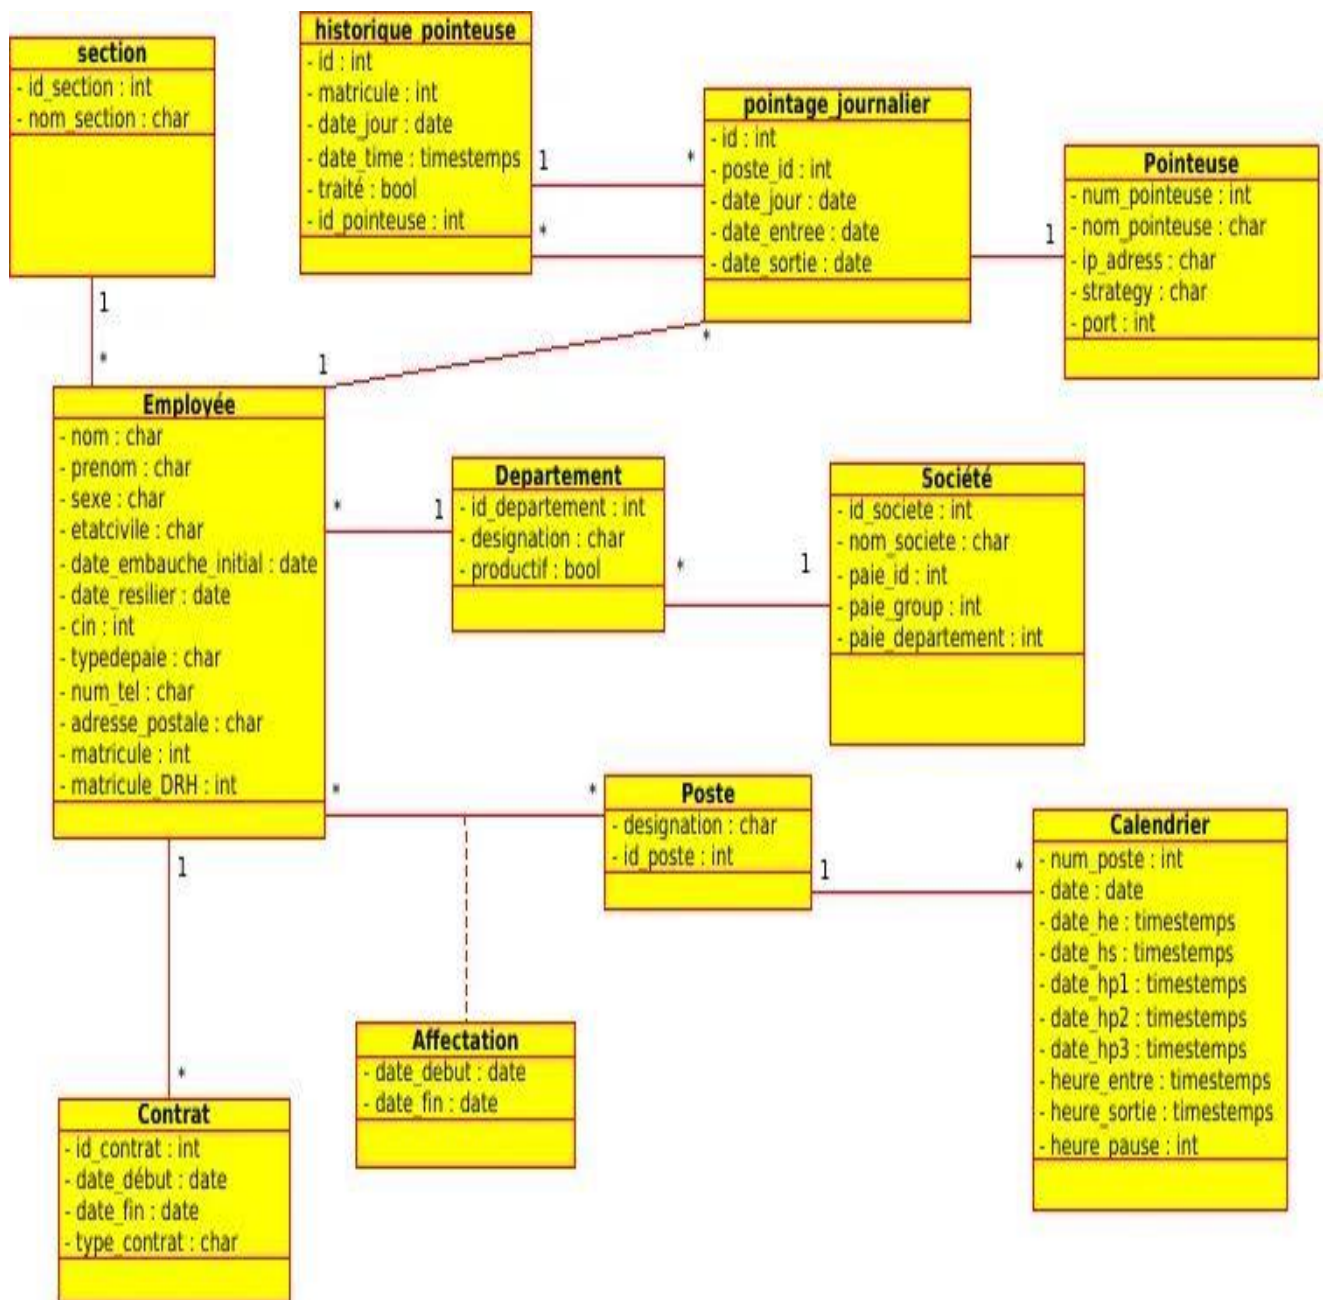 section
- id_section : int
- nom_section : char
historique_pointeuse
- id : int
- matricule : int
- date_jour : date
- date_time : timestemps
- traité : bool
- id_pointeuse : int
pointage_journalier
- id : int
- poste_id : int
- date_jour : date
- date_entree : date
- date_sortie : date
Pointeuse
- num_pointeuse : int
- nom_pointeuse : char
- ip_adress : char
- strategy : char
- port : int
1
*
*
1
1
*
1
*
Employée
- nom : char
- prenom : char
- sexe : char
- etatcivile : char
- date_embauche_initial : date
- date_resilier : date
- cin : int
- typedepaie : char
- num_tel : char
- adresse_postale : char
- matricule : int
- matricule_DRH : int
*
1
Departement
- id_departement : int
- designation : char
- productif : bool
*
1
Société
- id_societe : int
- nom_societe : char
- paie_id : int
- paie_group : int
- paie_departement : int
*
*
Poste
- designation : char
- id_poste : int
1
*
Calendrier
- num_poste : int
- date : date
- date_he : timestemps
- date_hs : timestemps
- date_hp1 : timestemps
- date_hp2 : timestemps
- date_hp3 : timestemps
- heure_entre : timestemps
- heure_sortie : timestemps
- heure_pause : int
1
*
Affectation
- date_debut : date
- date_fin : date
Contrat
- id_contrat : int
- date_début : date
- date_fin : date
- type_contrat : char